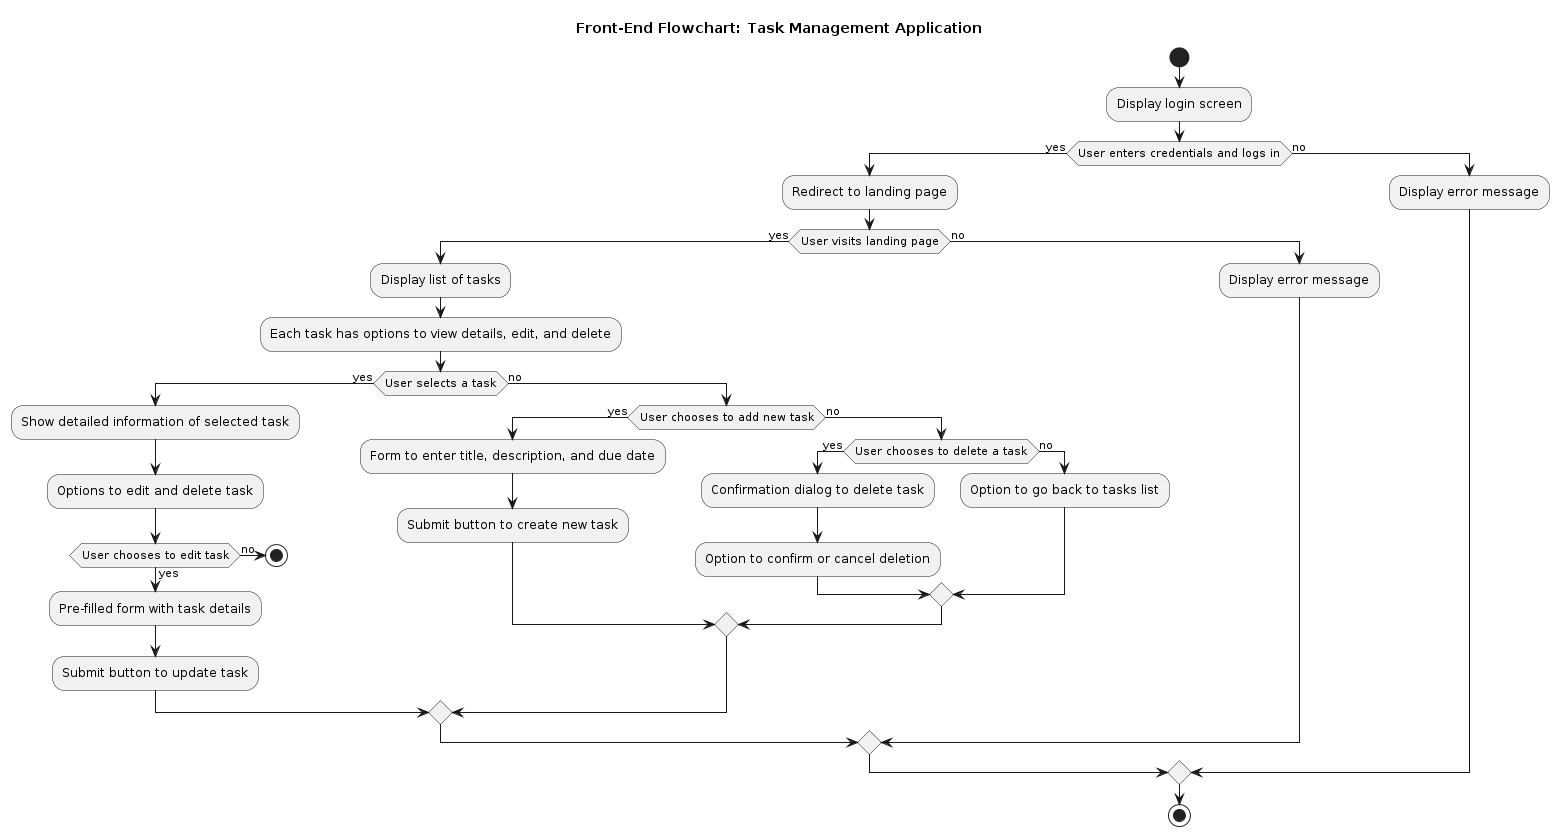 Front-End Flowchart: Task Management Application
Display login screen
yes
User enters credentials and logs in
no
Redirect to landing page
Display error message
yes
User visits landing page
no
Display list of tasks
Display error message
Each task has options to view details, edit, and delete
yes
User selects a task
no
Show detailed information of selected task
yes
User chooses to add new task
no
Form to enter title, description, and due date
yes
User chooses to delete a task
no
Options to edit and delete task
Confirmation dialog to delete task
Option to go back to tasks list
Submit button to create new task
User chooses to edit task
no
yes
Option to confirm or cancel deletion
Pre-filled form with task details
Submit button to update task